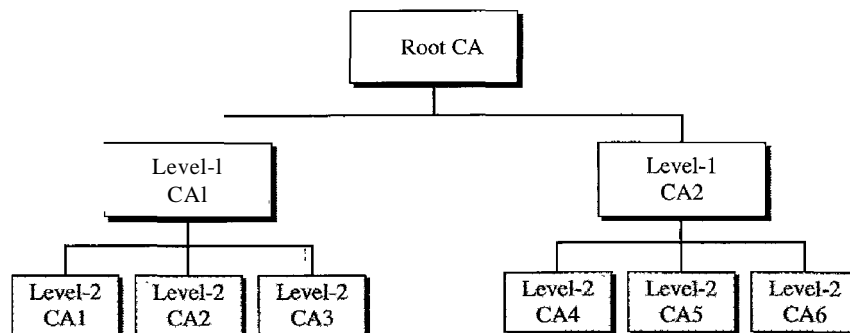 Root CA
Level-1
CA1
Level-1
CA2
Level-2
CA1
Level-2
CA2
Level-2
CA3
Level-2
CA4
Level-2
CA5
Level-2
CA6